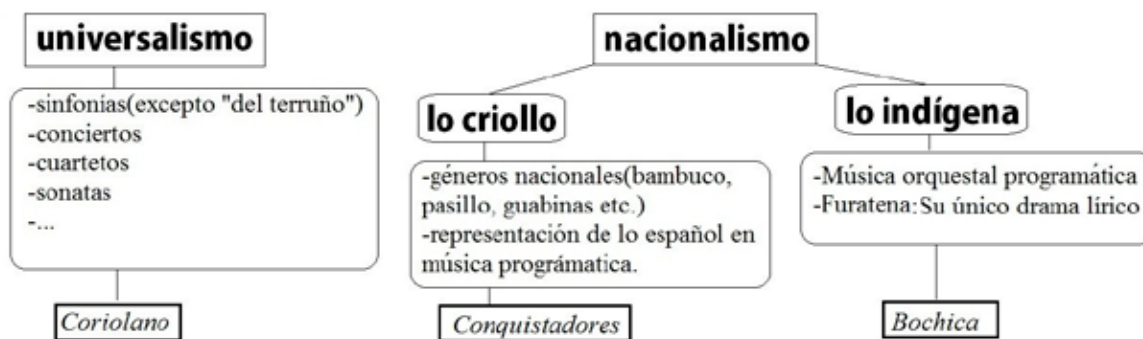 universalismo
-sinfonías(excepto "del terruño")
-conciertos
-cuartetos
-sonatas
-...
Coriolano
nacionalismo
lo criollo
-géneros nacionales(bambuco,
pasillo, guabinas etc.)
-representación de lo español en
música prográmatica.
Conquistadores
lo indígena
-Música orquestal programática
-Furatena:Su único drama lírico
Bochica